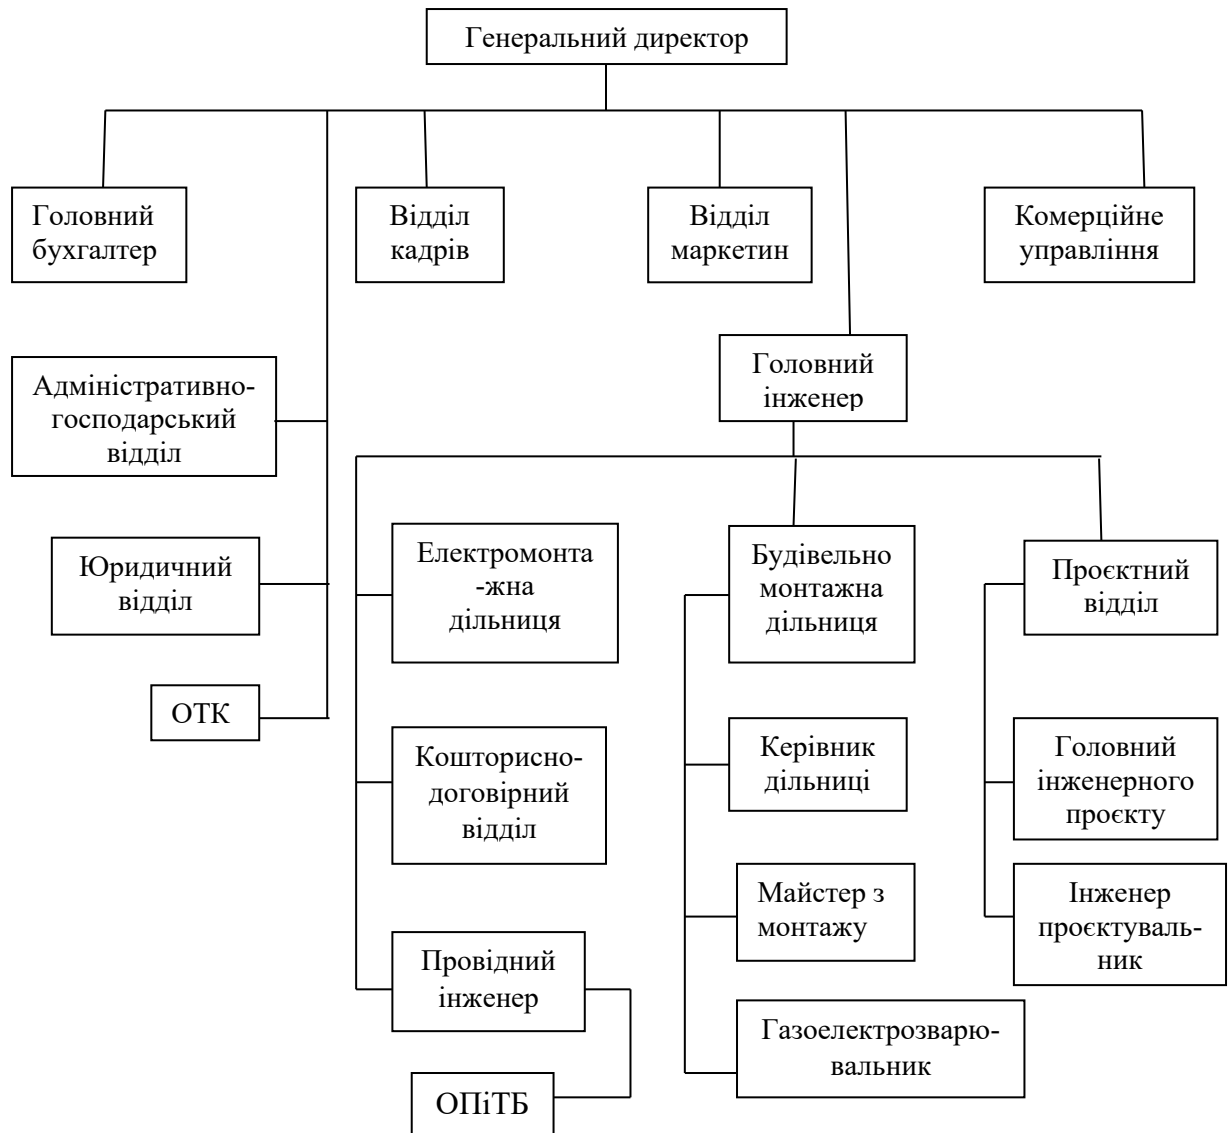 Генеральний директор
Головний
бухгалтер
Відділ
кадрів
Відділ
маркетин
Комерційне
управління
Головний
інженер
Адміністративно-
господарський
відділ
Електромонта
-жна
дільниця
Будівельно
монтажна
дільниця
Проєктний
відділ
Юридичний
відділ
ОТК
Кошторисно-
договірний
відділ
Керівник
дільниці
Головний
інженерного
проєкту
Майстер з
монтажу
Інженер
проєктуваль-
ник
Провідний
інженер
Газоелектрозварю-
вальник
ОПіТБ